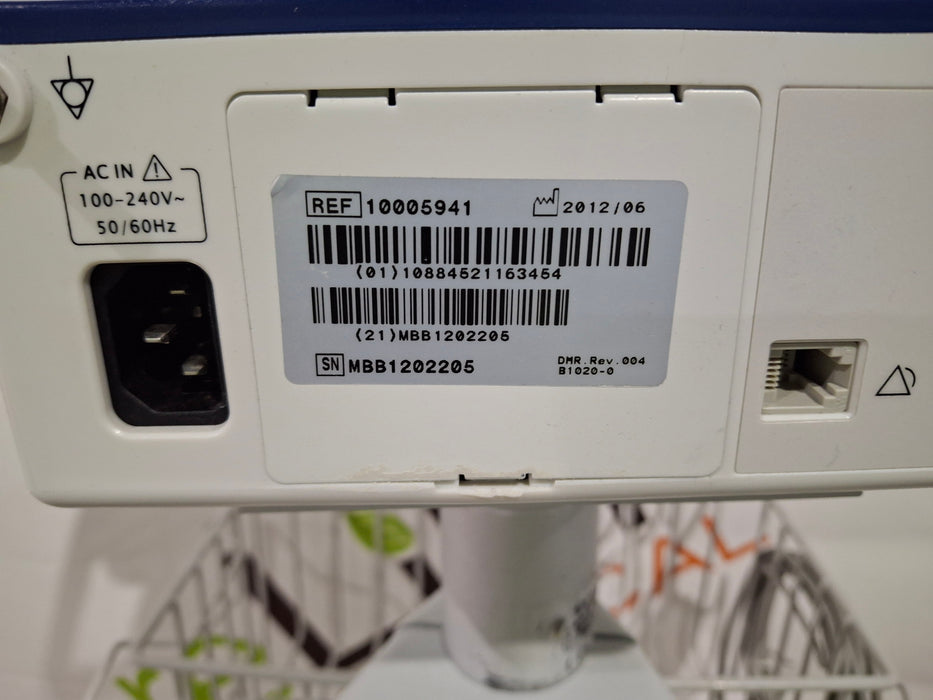 AC IN
100-240V~
50/60Hz
REF 10005941
2012/06
(01)10884521163454
(21)MBB1202205
SN MBB1202205
DMR.Rev.004
B1020-0
CAL